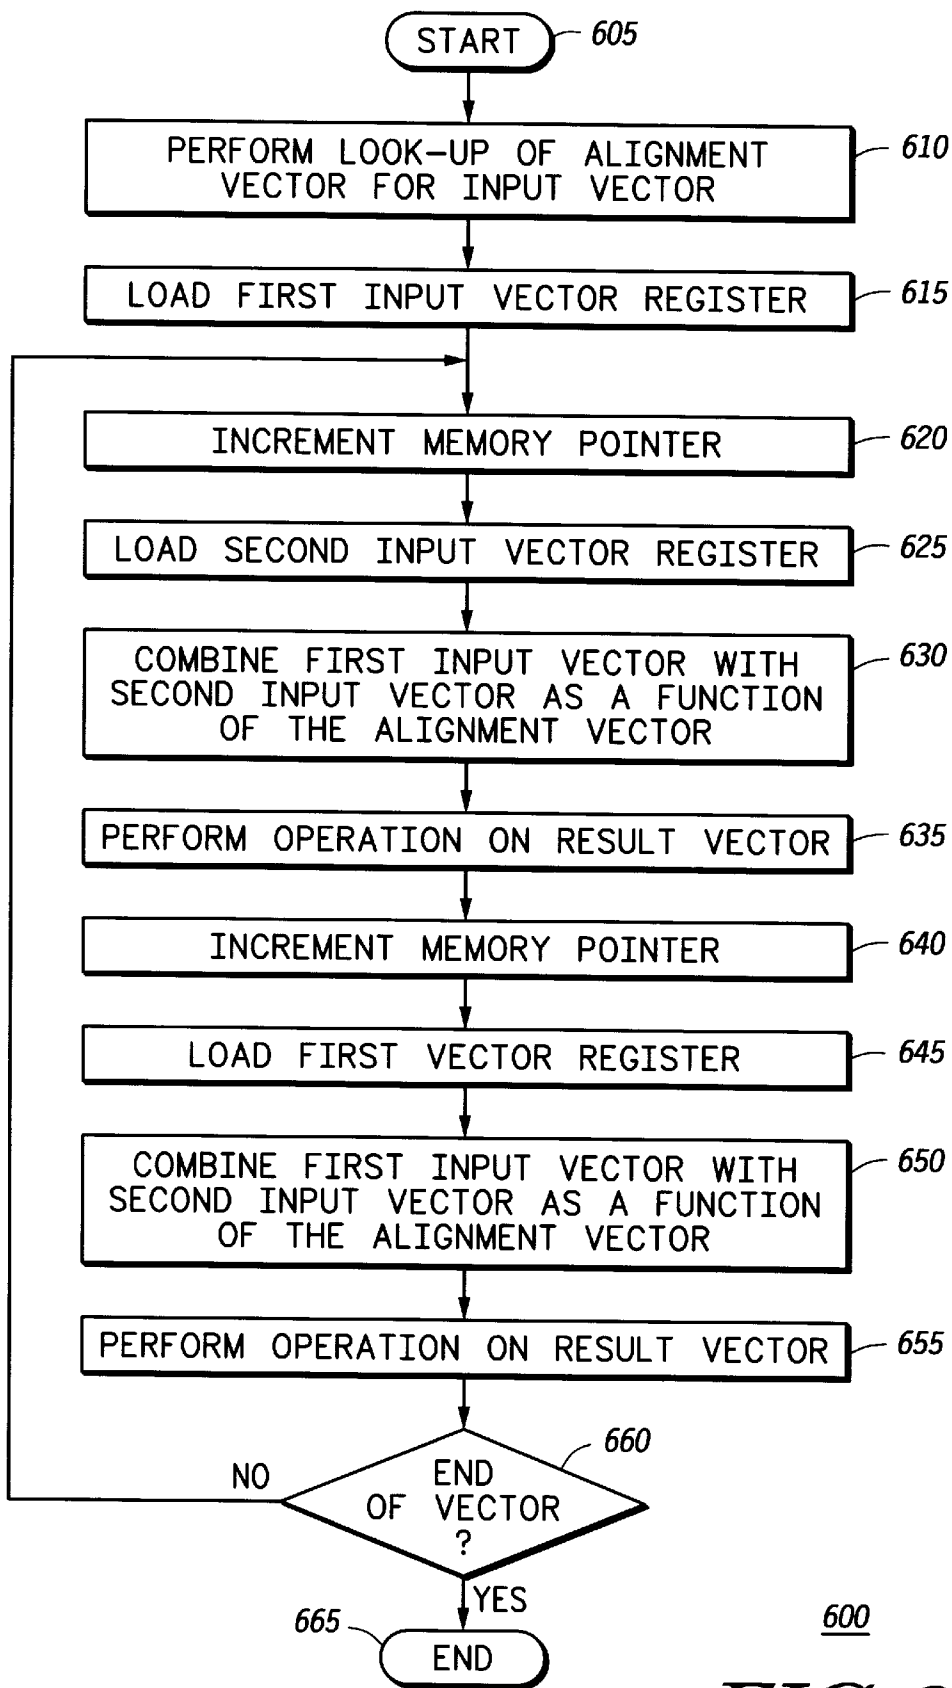 START
605
PERFORM LOOK-UP OF ALIGNMENT
VECTOR FOR INPUT VECTOR
610
LOAD FIRST INPUT VECTOR REGISTER
615
INCREMENT MEMORY POINTER
620
LOAD SECOND INPUT VECTOR REGISTER
625
COMBINE FIRST INPUT VECTOR WITH
SECOND INPUT VECTOR AS A FUNCTION
OF THE ALIGNMENT VECTOR
630
PERFORM OPERATION ON RESULT VECTOR
635
INCREMENT MEMORY POINTER
640
LOAD FIRST VECTOR REGISTER
645
COMBINE FIRST INPUT VECTOR WITH
SECOND INPUT VECTOR AS A FUNCTION
OF THE ALIGNMENT VECTOR
650
PERFORM OPERATION ON RESULT VECTOR
655
660
NO
END
OF VECTOR
?
YES
665
END
600